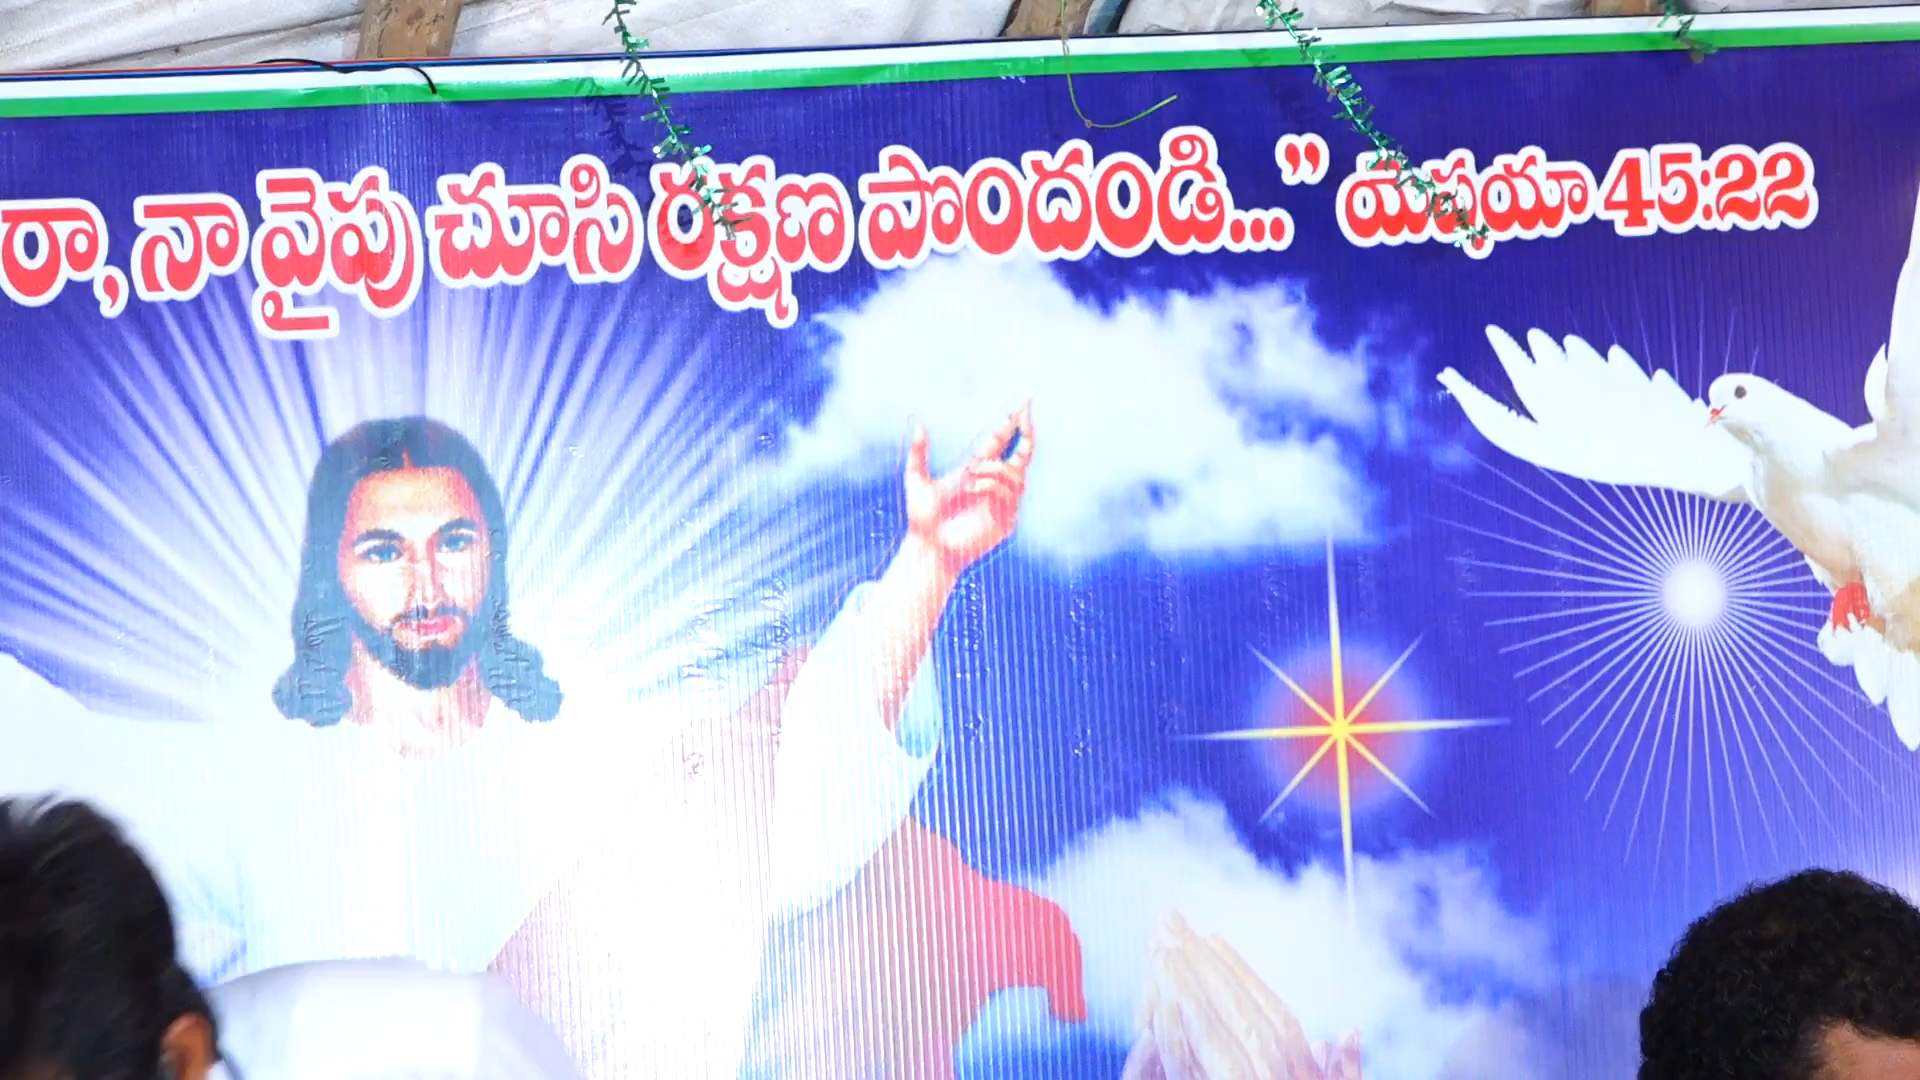 రా, నా వైపు చూసి రక్షణ పొందండి..." యెషయా 45:22